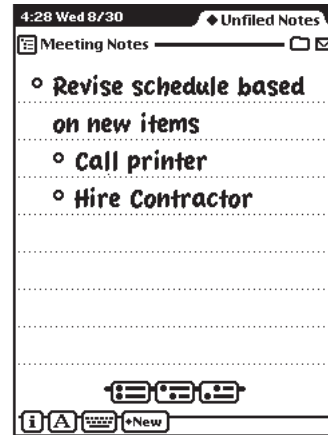 4:28 Wed 8/30 ◆Unfiled Notes
Meeting Notes
Revise schedule based
on new items
Call printer
Hire Contractor
i A •New